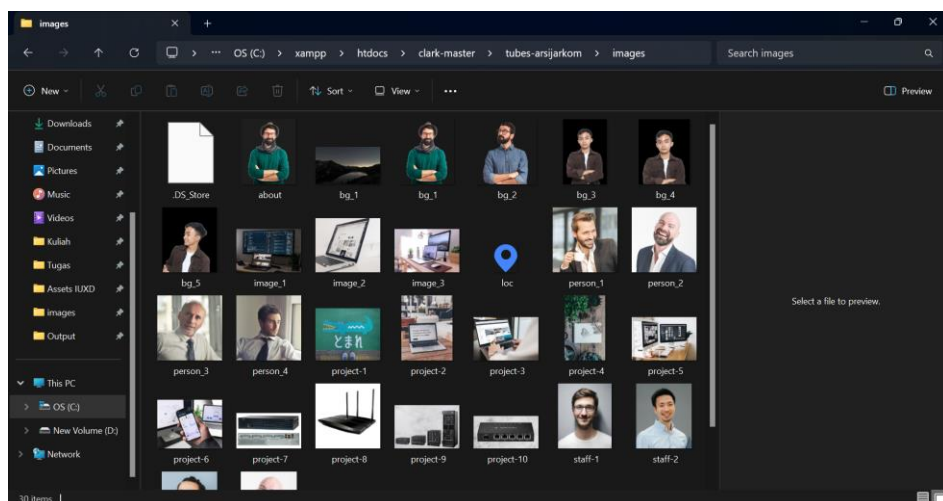 images
OS (C:) > xampp > htdocs > clark-master > tubes-arsijarkom > images
Search images
New
Sort
View
Preview
Downloads
Documents
Pictures
Music
Videos
Kuliah
Tugas
Assets IUXD
images
Output
This PC
OS (C:)
New Volume (D:)
Network
.DS_Store about bg_1 bg_1 bg_2 bg_3 bg_4
bg_5 image_1 image_2 image_3 loc person_1 person_2
とまれ
person_3 person_4 project-1 project-2 project-3 project-4 project-5
project-6 project-7 project-8 project-9 project-10 staff-1 staff-2
Select a file to preview.
30 items